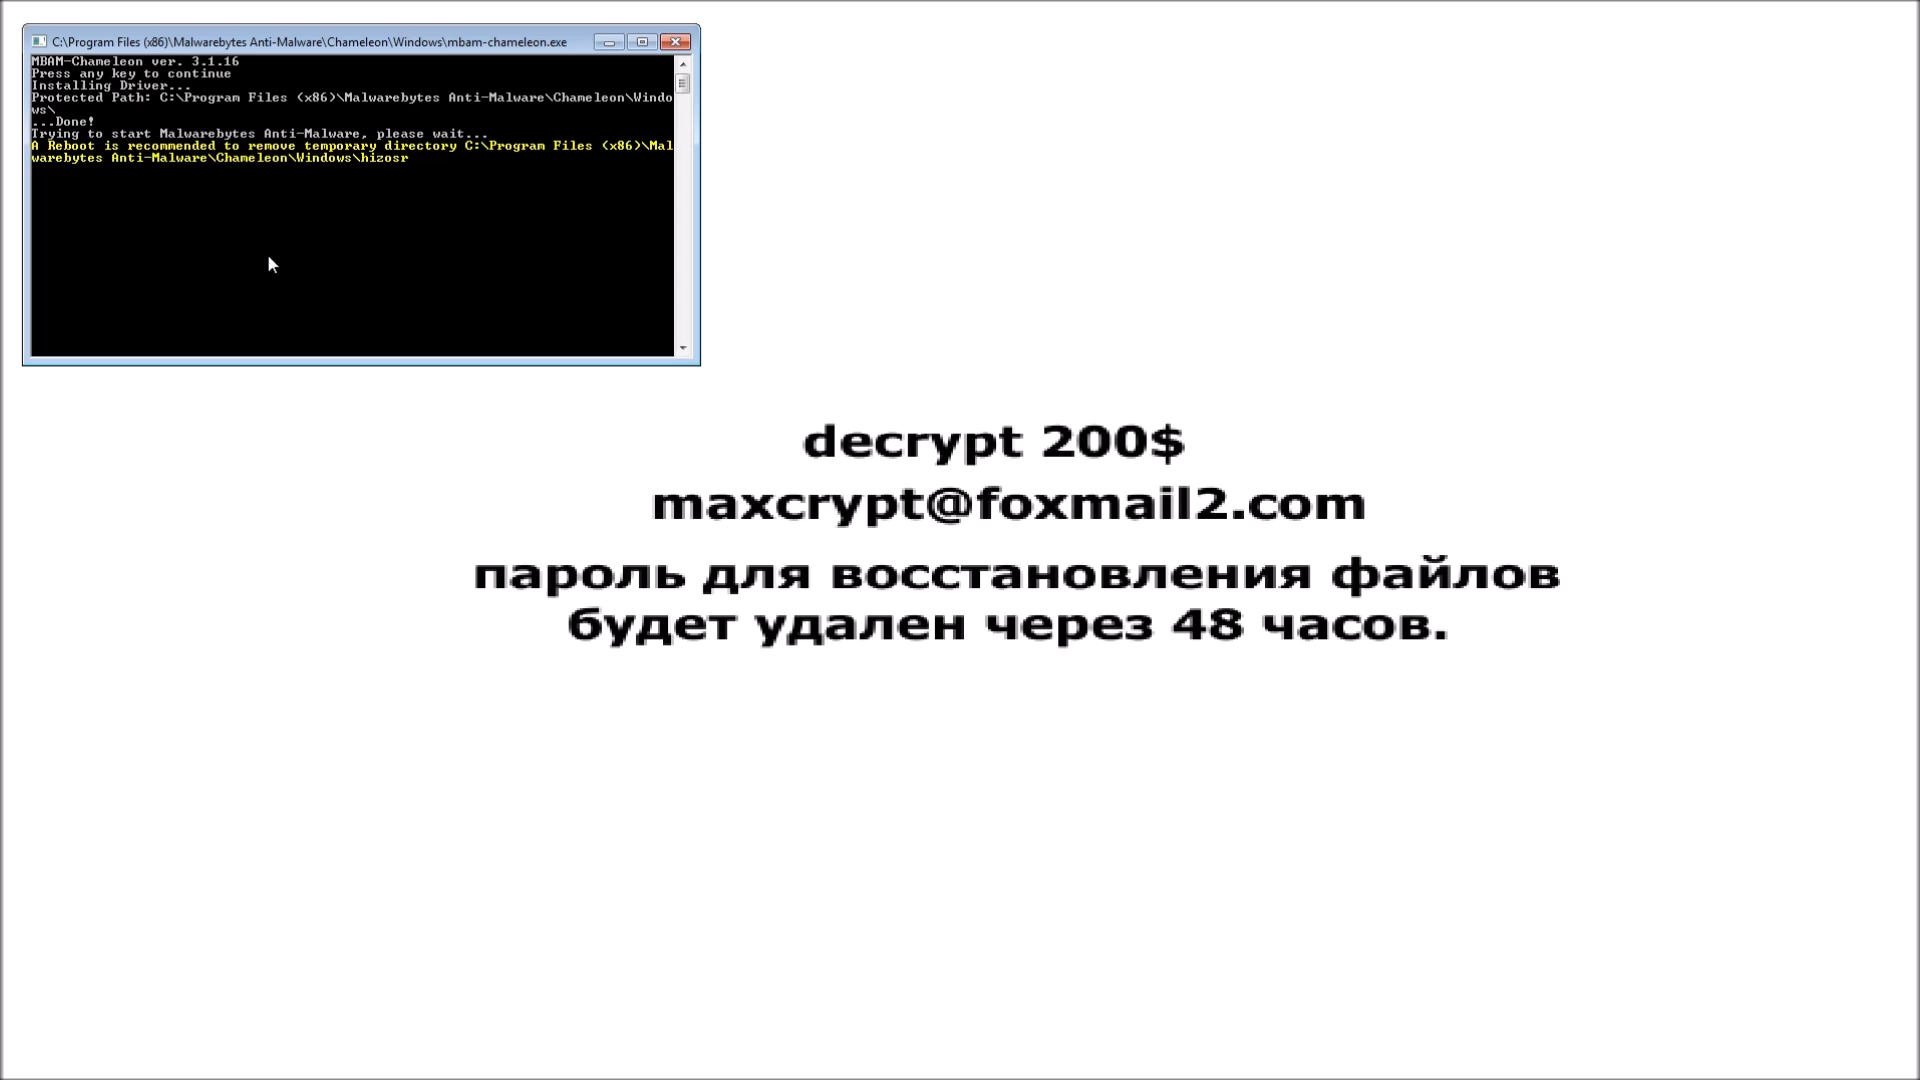 C:\Program Files (x86)\Malwarebytes Anti-Malware\Chameleon\Windows\mbam-chameleon.exe
MBAM-Chameleon ver. 3.1.16
Press any key to continue
Installing Driver...
Protected Path: C:\Program Files (x86)\Malwarebytes Anti-Malware\Chameleon\Windo
ws\
...Done!
Trying to start Malwarebytes Anti-Malware, please wait...
A Reboot is recommended to remove temporary directory C:\Program Files (x86)\Mal
warebytes Anti-Malware\Chameleon\Windows\hizosr
decrypt 200$
maxcrypt@foxmail2.com
пароль для восстановления файлов
будет удален через 48 часов.